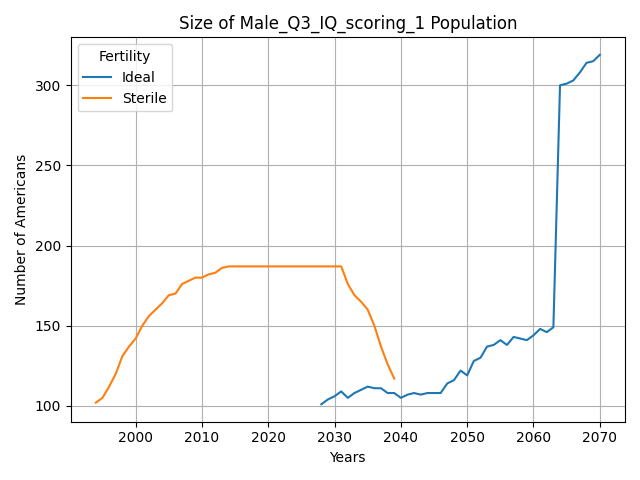 Size of Male_Q3_IQ_scoring_1 Population
Fertility
Ideal
Sterile
Number of Americans
300
250
200
150
100
2000 2010 2020 2030 2040 2050 2060 2070
Years